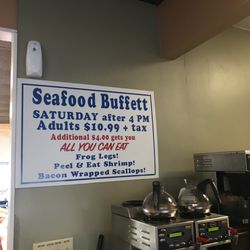 Seafood Buffett
SATURDAY after 4 PM
Adults $10.99 + tax
Additional $4.00 gets you
ALL YOU CAN EAT
Frog Legs!
Peel & Eat Shrimp!
Bacon Wrapped Scallops!